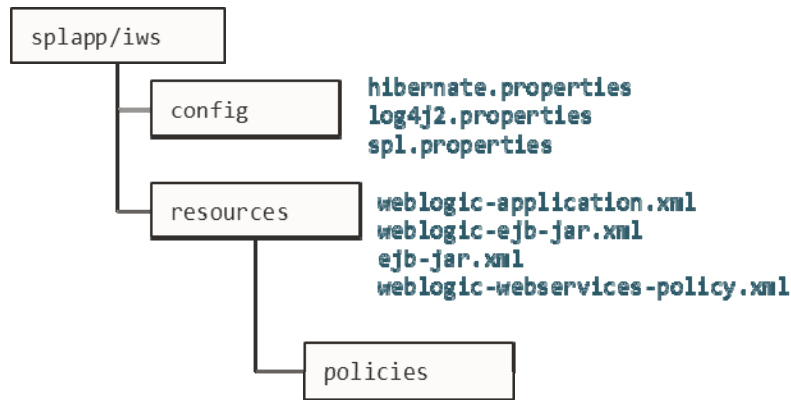 splapp/iws
config
hibernate.properties
log4j2.properties
spl.properties
resources
weblogic-application.xml
weblogic-ejb-jar.xml
ejb-jar.xml
weblogic-webservices-policy.xml
policies